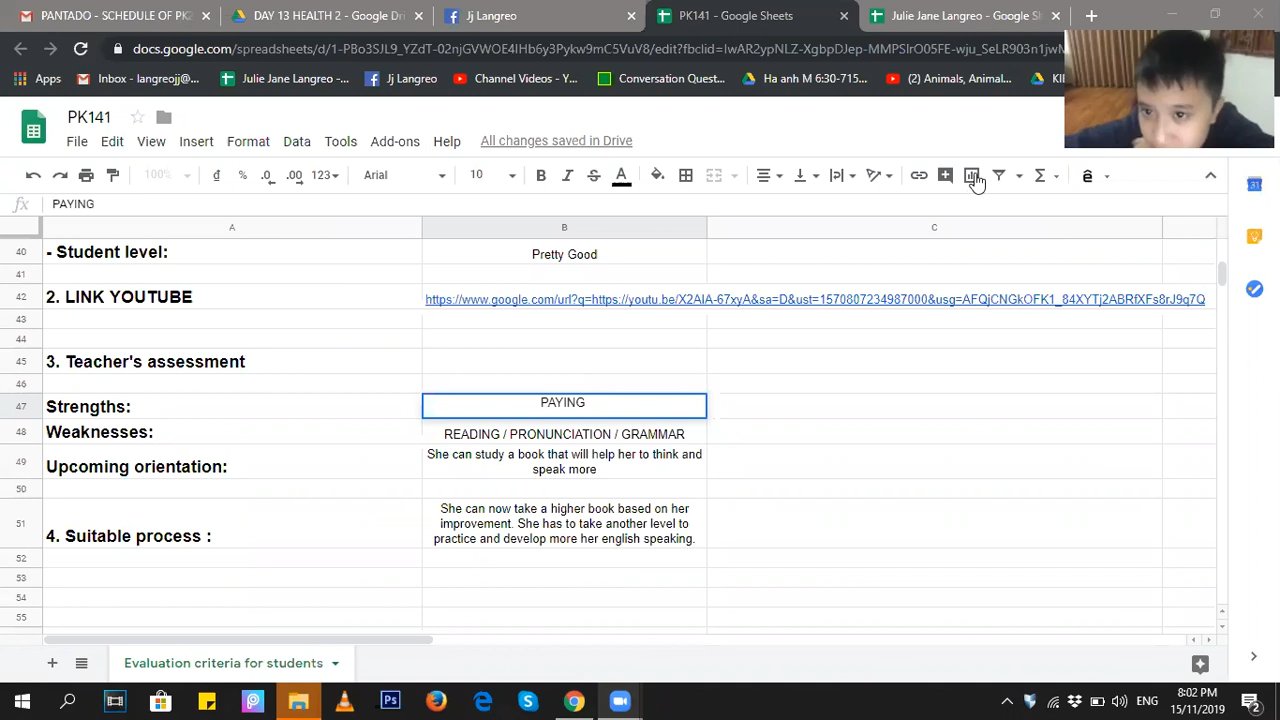 PANTADO - SCHEDULE OF PK2
DAY 13 HEALTH 2 - Google Dri
Jj Langreo
PK141 - Google Sheets
Julie Jane Langreo - Google Sh
docs.google.com/spreadsheets/d/1-PBo3SJL9_YZdT-02njGVWOE4IHb6y3Pykw9mC5VuV8/edit?fbclid=IwAR2ypNLZ-XgbpDJep-MMPSlrO05FE-wju_SeLR903n1jwM
Apps
Inbox - langreojj@...
Julie Jane Langreo -...
Jj Langreo
Channel Videos - Y...
Conversation Quest...
Ha anh M 6:30-715...
(2) Animals, Animal...
PK141
File Edit View Insert Format Data Tools Add-ons Help All changes saved in Drive
100% đ % .0 .00 123 Arial 10 B I S A Σ ê
fx PAYING
A B C
40 - Student level: Pretty Good
41
42 2. LINK YOUTUBE https://www.google.com/url?q=https://youtu.be/X2AIA-67xyA&sa=D&ust=1570807234987000&usg=AFQjCNGkOFK1_84XYTj2ABRfXFs8rJ9q7Q
43
44
45 3. Teacher's assessment
46
47 Strengths: PAYING
48 Weaknesses: READING / PRONUNCIATION / GRAMMAR
49 Upcoming orientation: She can study a book that will help her to think and
speak more
50
51 4. Suitable process : She can now take a higher book based on her
improvement. She has to take another level to
practice and develop more her english speaking.
52
53
54
55
Evaluation criteria for students
ENG
8:02 PM
15/11/2019
2